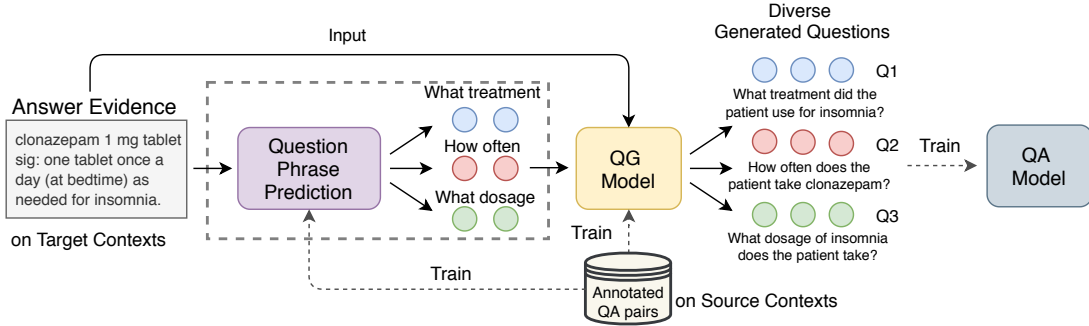 Input
Answer Evidence
clonazepam 1 mg tablet
sig: one tablet once a
day (at bedtime) as
needed for insomnia.
on Target Contexts
Question
Phrase
Prediction
What treatment
How often
What dosage
QG
Model
Train
Train
Annotated
QA pairs
on Source Contexts
Diverse
Generated Questions
Q1
What treatment did the
patient use for insomnia?
Q2
How often does the
patient take clonazepam?
Q3
What dosage of insomnia
does the patient take?
Train
QA
Model